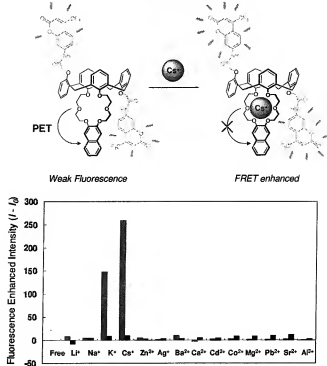 Cs⁺
Cs⁺
PET
Weak Fluorescence
FRET enhanced
Fluorescence Enhanced Intensity (I - I₀)
300
250
200
150
100
50
0
-50
Free Li⁺ Na⁺ K⁺ Cs⁺ Zn²⁺ Ag⁺ Ba²⁺ Ca²⁺ Cd²⁺ Co²⁺ Mg²⁺ Pb²⁺ Sr²⁺ Al³⁺